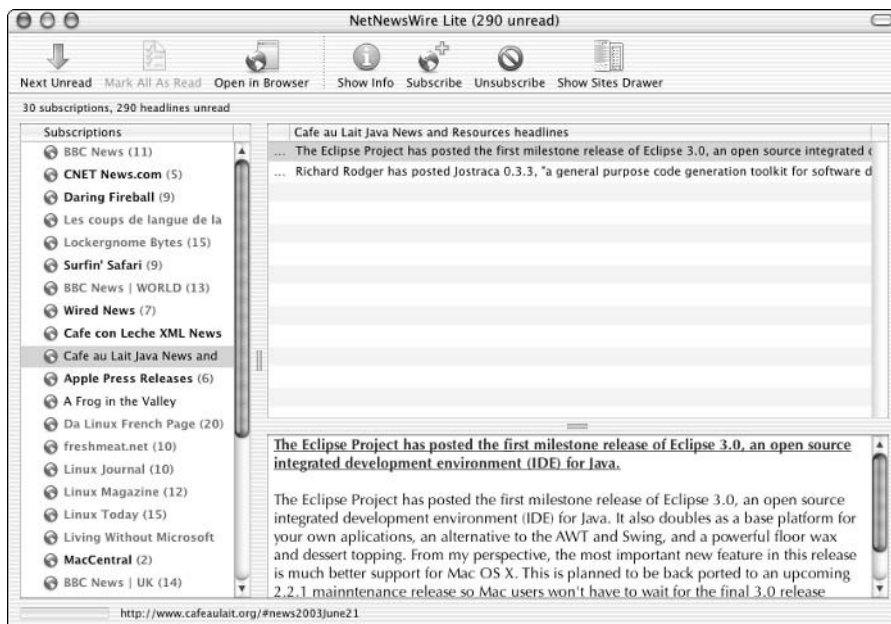 NetNewsWire Lite (290 unread)
Next Unread Mark All As Read Open in Browser Show Info Subscribe Unsubscribe Show Sites Drawer
30 subscriptions, 290 headlines unread
Subscriptions
BBC News (11)
CNET News.com (5)
Daring Fireball (9)
Les coups de langue de la
Lockergnome Bytes (15)
Surfin' Safari (9)
BBC News | WORLD (13)
Wired News (7)
Cafe con Leche XML News
Cafe au Lait Java News and
Apple Press Releases (6)
A Frog in the Valley
Da Linux French Page (20)
freshmeat.net (10)
Linux Journal (10)
Linux Magazine (12)
Linux Today (15)
Living Without Microsoft
MacCentral (2)
BBC News | UK (14)
Cafe au Lait Java News and Resources headlines
... The Eclipse Project has posted the first milestone release of Eclipse 3.0, an open source integrated d
... Richard Rodger has posted Jostraca 0.3.3, "a general purpose code generation toolkit for software d
The Eclipse Project has posted the first milestone release of Eclipse 3.0, an open source
integrated development environment (IDE) for Java.
The Eclipse Project has posted the first milestone release of Eclipse 3.0, an open source
integrated development environment (IDE) for Java. It also doubles as a base platform for
your own aplications, an alternative to the AWT and Swing, and a powerful floor wax
and dessert topping. From my perspective, the most important new feature in this release
is much better support for Mac OS X. This is planned to be back ported to an upcoming
2.2.1 mainntenance release so Mac users won't have to wait for the final 3.0 release
http://www.cafeaulait.org/#news2003June21